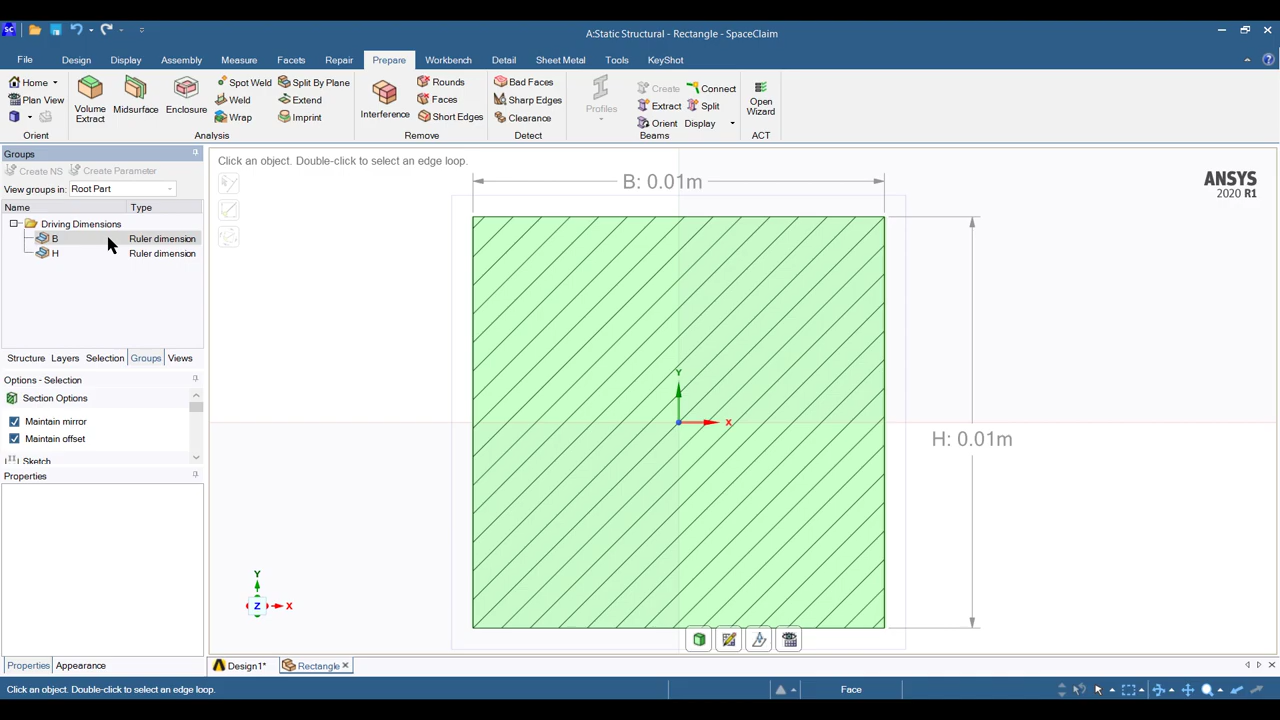 SC
A:Static Structural - Rectangle - SpaceClaim
File Design Display Assembly Measure Facets Repair Prepare Workbench Detail Sheet Metal Tools KeyShot
Home
Plan View
Orient
Volume Extract
Midsurface
Enclosure
Spot Weld
Weld
Wrap
Split By Plane
Extend
Imprint
Analysis
Interference
Rounds
Faces
Short Edges
Remove
Bad Faces
Sharp Edges
Clearance
Detect
Profiles
Create
Extract
Orient
Connect
Split
Display
Beams
Open Wizard
ACT
Groups
Create NS Create Parameter
View groups in: Root Part
Name Type
Driving Dimensions
B Ruler dimension
H Ruler dimension
Structure Layers Selection Groups Views
Options - Selection
Section Options
Maintain mirror
Maintain offset
Sketch
Properties
Properties Appearance
Click an object. Double-click to select an edge loop.
B: 0.01m
H: 0.01m
ANSYS
2020 R1
Y
X
Y
Z
X
Design1*
Rectangle
Click an object. Double-click to select an edge loop.
Face